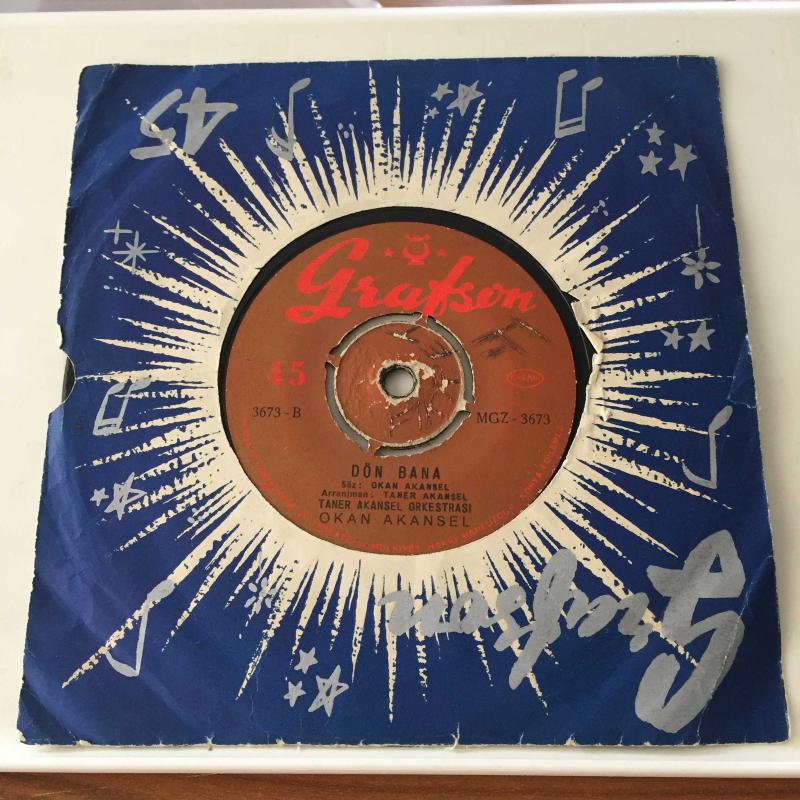 45
Grafson
45
3673 - B
MGZ - 3673
DÖN BANA
Söz: OKAN AKANSEL
Arranjman: TANER AKANSEL
TANER AKANSEL ORKESTRASI
OKAN AKANSEL
Grafson